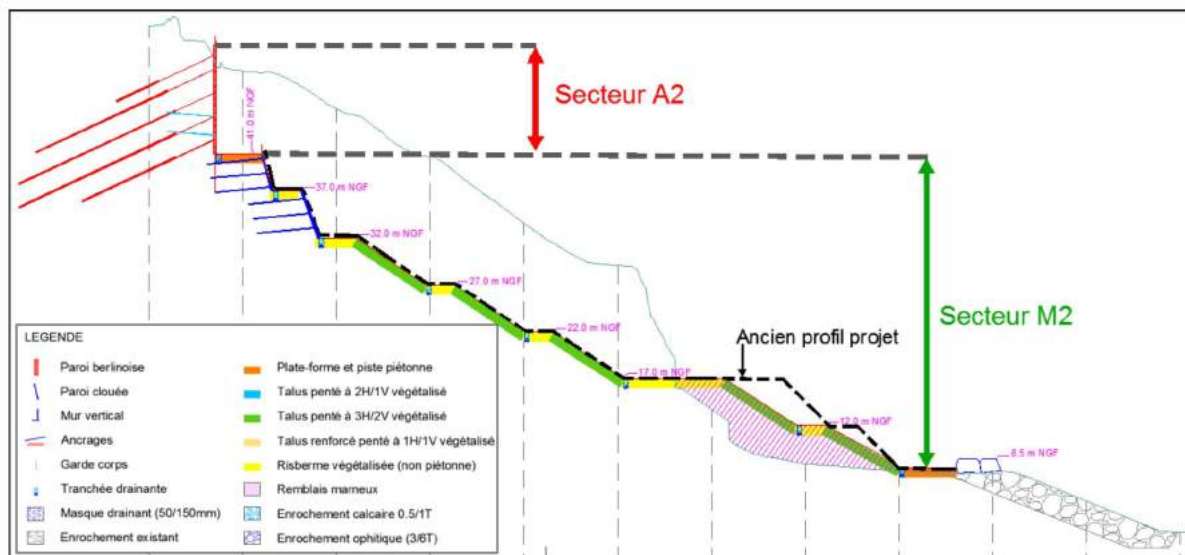 Secteur A2
41.0 m NGF
37.0 m NGF
32.0 m NGF
27.0 m NGF
22.0 m NGF
Secteur M2
Ancien profil projet
17.0 m NGF
12.0 m NGF
6.5 m NGF
LEGENDE
Paroi berlinoise
Paroi clouée
Mur vertical
Ancrages
Garde corps
Tranchée drainante
Masque drainant (50/150mm)
Enrochement existant
Plate-forme et piste piétonne
Talus penté à 2H/1V végétalisé
Talus penté à 3H/2V végétalisé
Talus renforcé penté à 1H/1V végétalisé
Risberme végétalisée (non piétonne)
Remblais marneux
Enrochement calcaire 0.5/1T
Enrochement ophitique (3/6T)